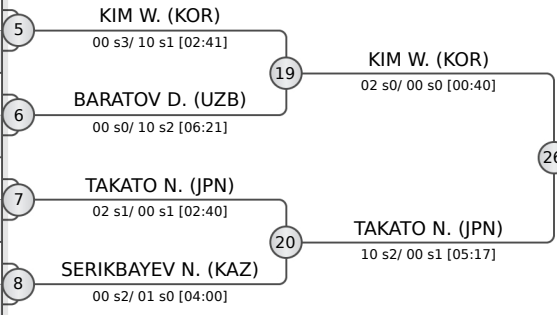 KIM W. (KOR)
5
00 s3/ 10 s1 [02:41]
KIM W. (KOR)
19
02 s0/ 00 s0 [00:40]
BARATOV D. (UZB)
6
00 s0/ 10 s2 [06:21]
26
TAKATO N. (JPN)
7
02 s1/ 00 s1 [02:40]
TAKATO N. (JPN)
20
10 s2/ 00 s1 [05:17]
SERIKBAYEV N. (KAZ)
8
00 s2/ 01 s0 [04:00]